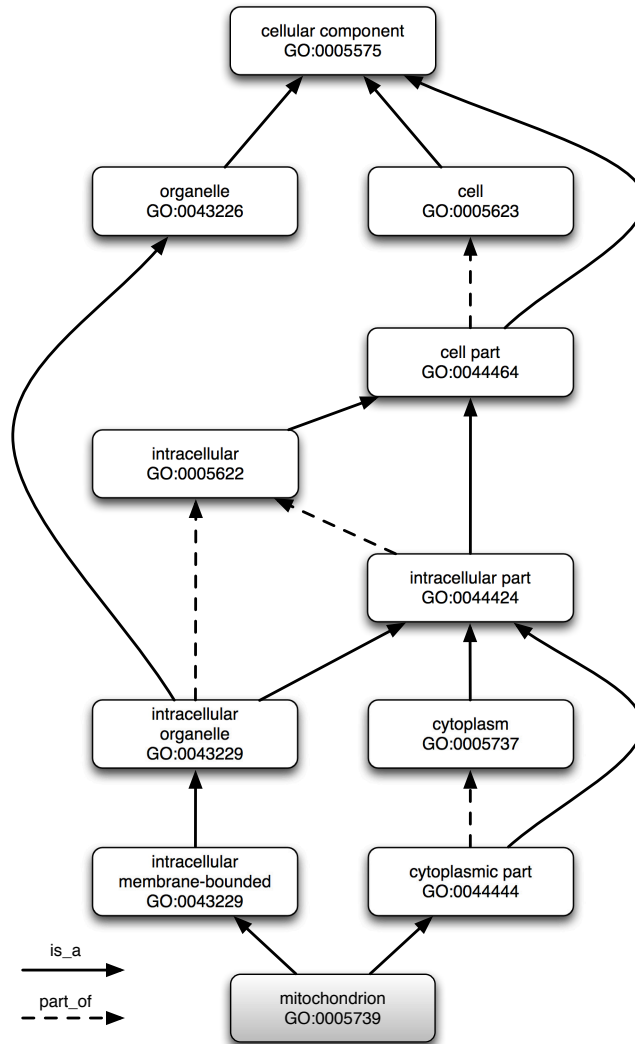 cellular component
GO:0005575
organelle
GO:0043226
cell
GO:0005623
cell part
GO:0044464
intracellular
GO:0005622
intracellular part
GO:0044424
intracellular
organelle
GO:0043229
cytoplasm
GO:0005737
intracellular
membrane-bounded
GO:0043229
cytoplasmic part
GO:0044444
is_a
part_of
mitochondrion
GO:0005739